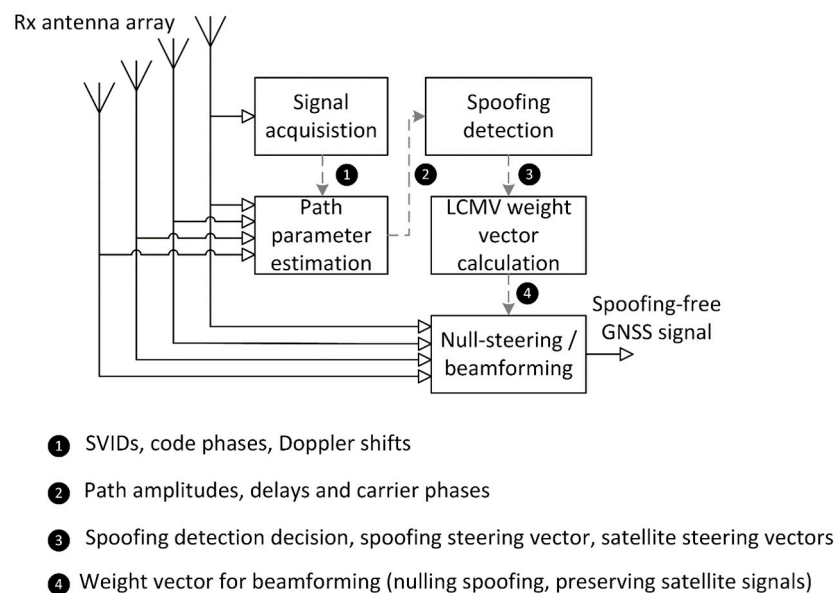 Rx antenna array
Signal
acquisistion
Spoofing
detection
1
2
3
Path
parameter
estimation
LCMV weight
vector
calculation
4
Spoofing-free
GNSS signal
Null-steering /
beamforming
1 SVIDs, code phases, Doppler shifts
2 Path amplitudes, delays and carrier phases
3 Spoofing detection decision, spoofing steering vector, satellite steering vectors
4 Weight vector for beamforming (nulling spoofing, preserving satellite signals)